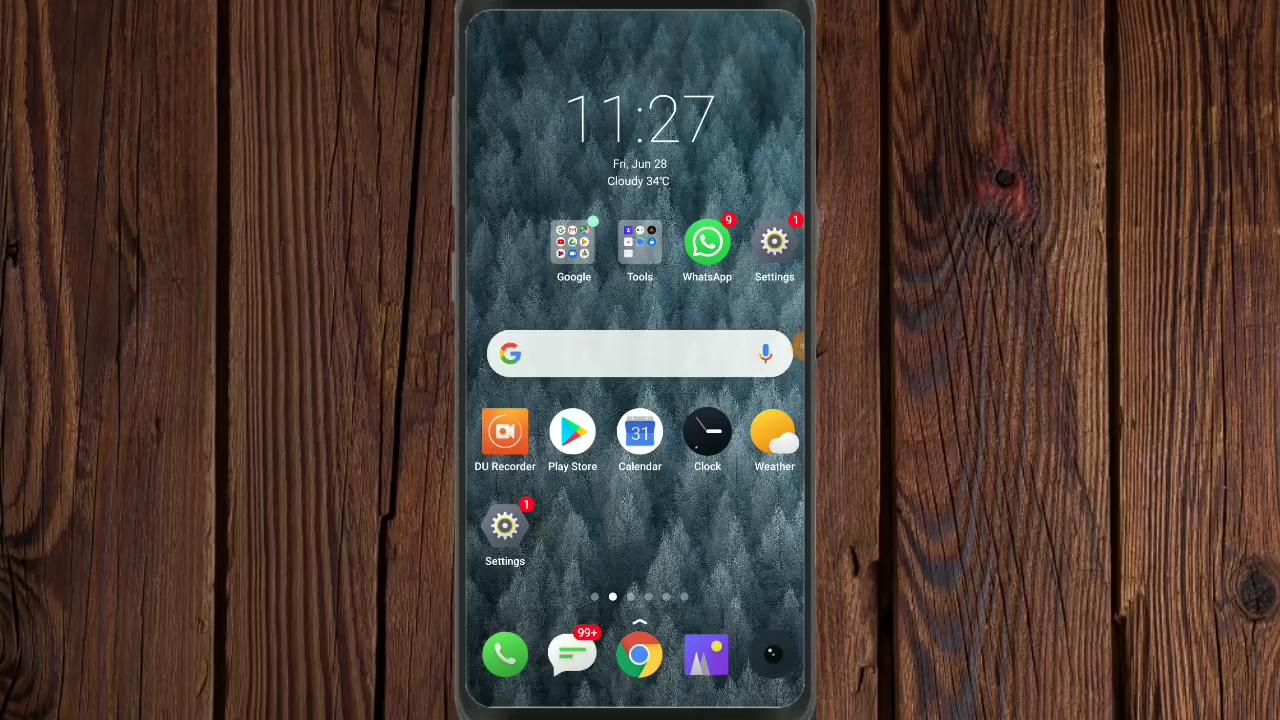 11:27
Fri, Jun 28
Cloudy 34℃
9
1
Google
Tools
WhatsApp
Settings
G
31
DU Recorder
Play Store
Calendar
Clock
Weather
1
Settings
99+